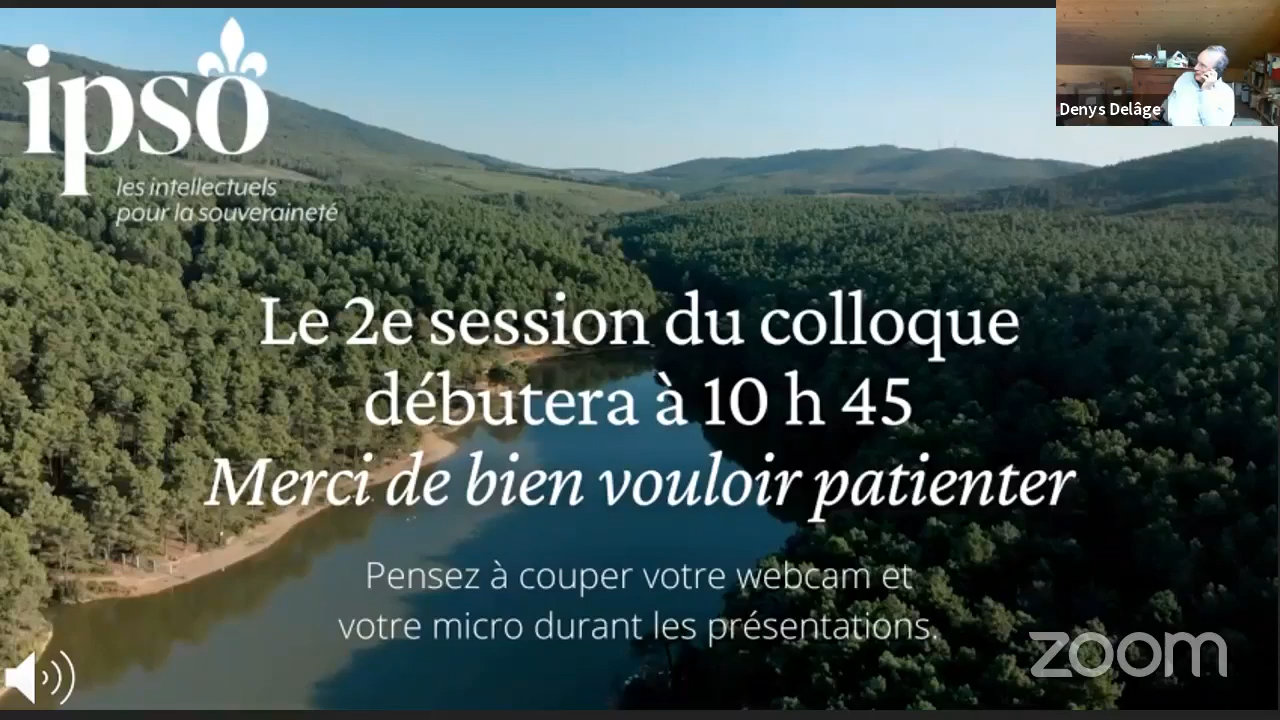 ipso
les intellectuels
pour la souveraineté
Denys Delâge
Le 2e session du colloque
débutera à 10 h 45
Merci de bien vouloir patienter
Pensez à couper votre webcam et
votre micro durant les présentations.
zoom